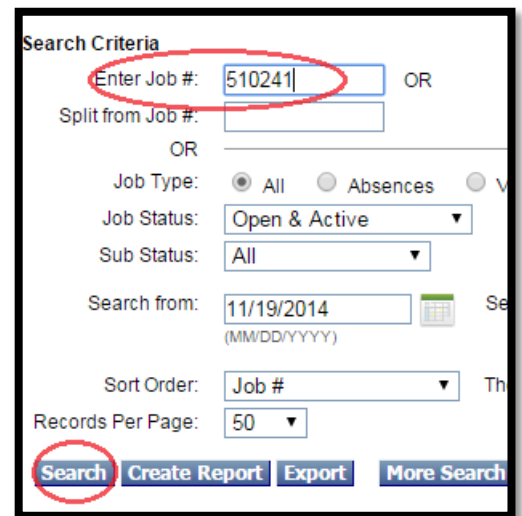 Search Criteria
Enter Job #: 510241 OR
Split from Job #:
OR
Job Type: All Absences V
Job Status: Open & Active
Sub Status: All
Search from: 11/19/2014 Se
(MM/DD/YYYY)
Sort Order: Job # Th
Records Per Page: 50
Search Create Report Export More Search